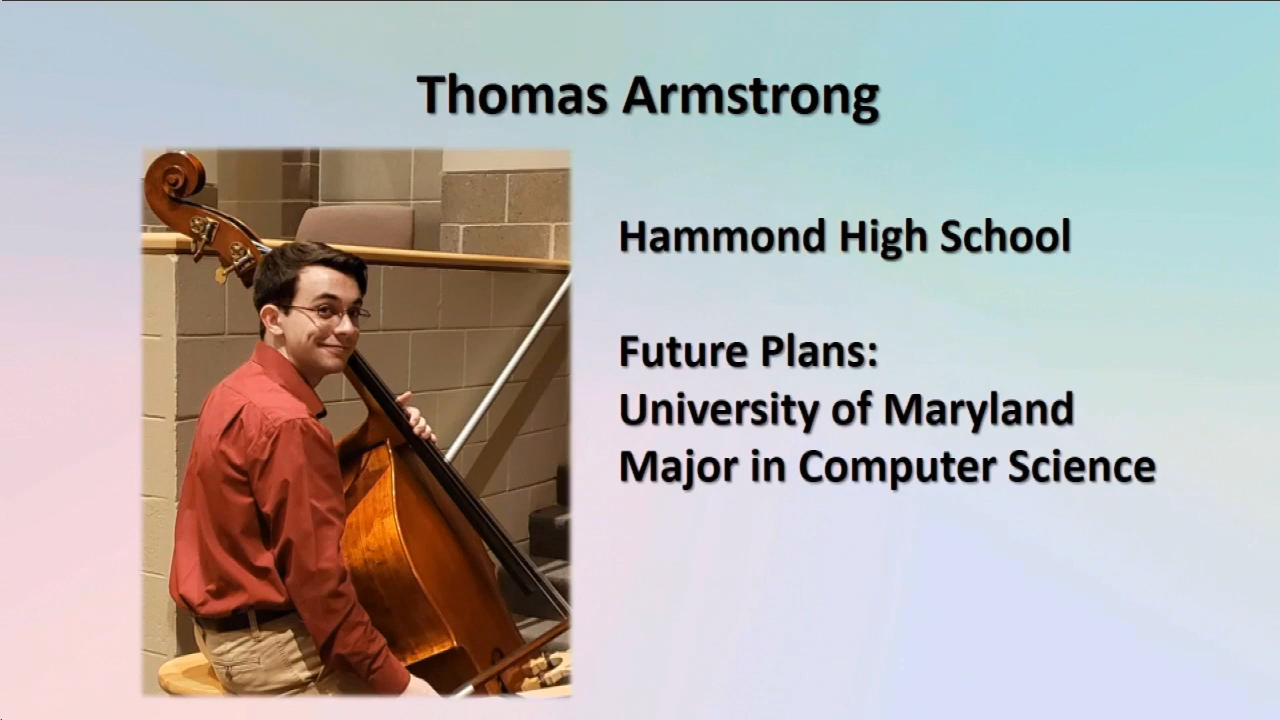 Thomas Armstrong
Hammond High School
Future Plans:
University of Maryland
Major in Computer Science